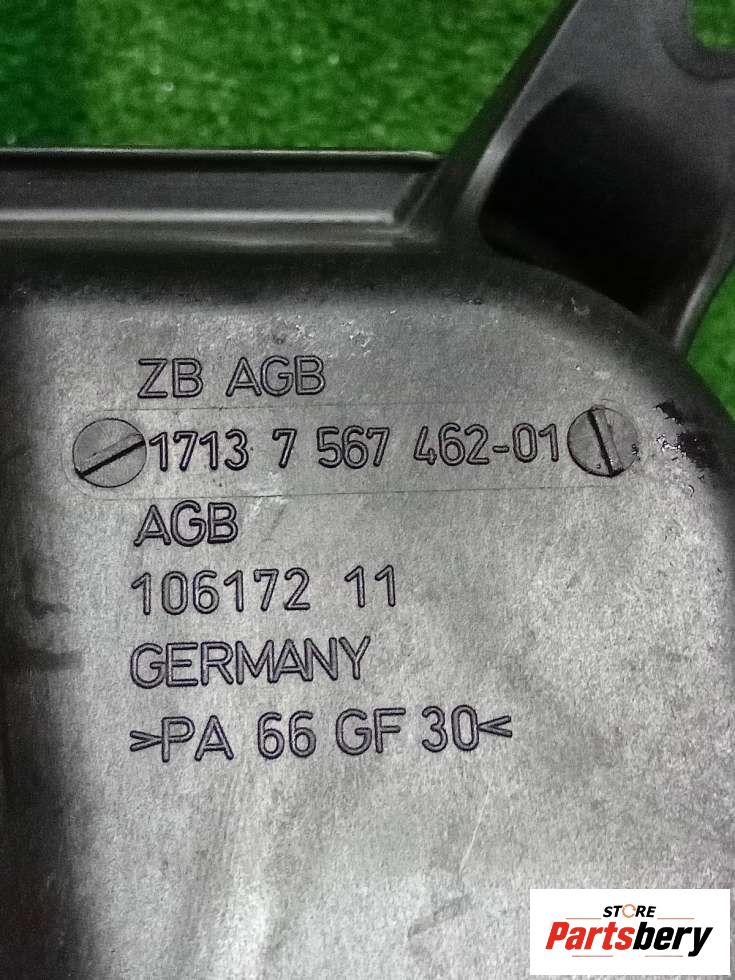 ZB AGB
1713 7 567 462-01
AGB
106172 11
GERMANY
>PA 66 GF 30<
STORE
Partsbery